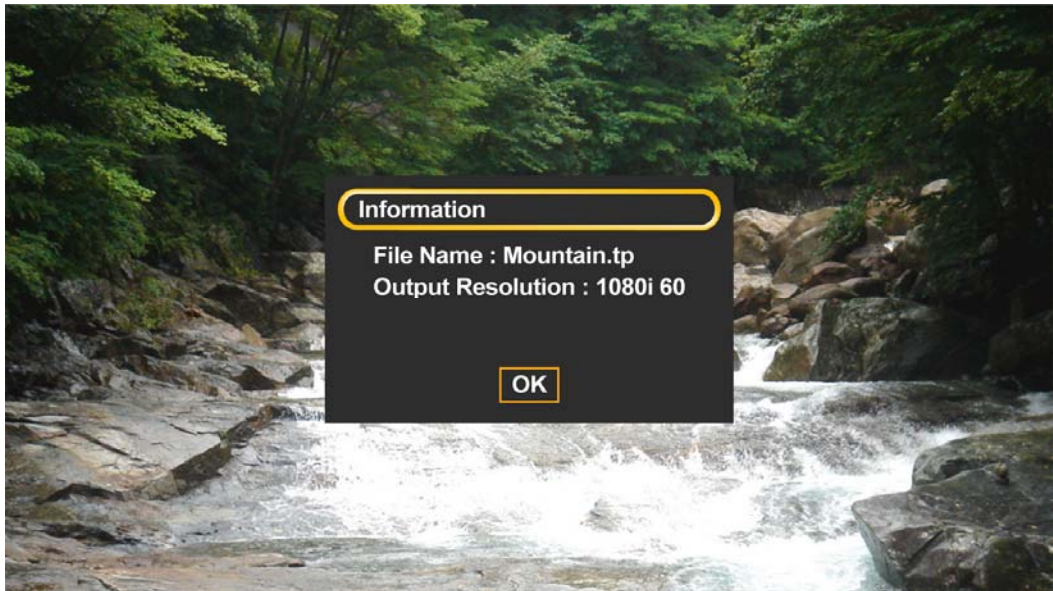 Information
File Name : Mountain.tp
Output Resolution : 1080i 60
OK